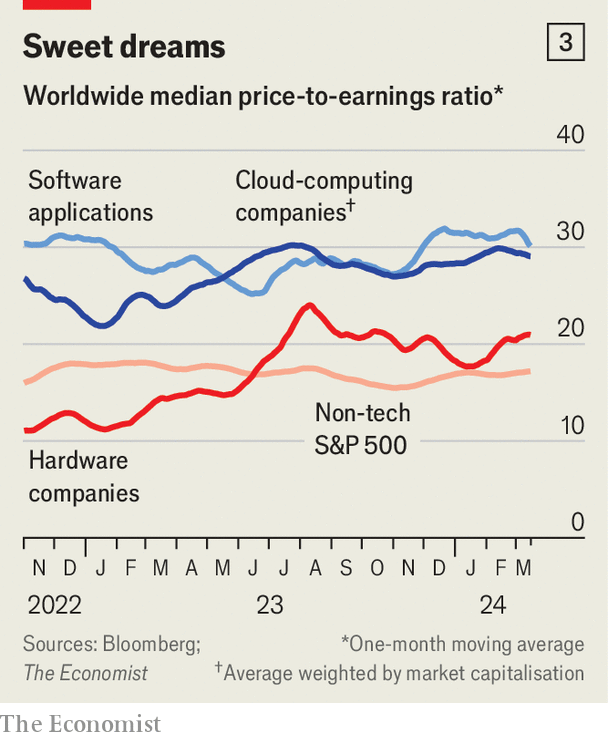 Sweet dreams
3
Worldwide median price-to-earnings ratio*
40
Software
applications
Cloud-computing
companies†
30
20
Non-tech
S&P 500
10
Hardware
companies
0
N D J F M A M J J A S O N D J F M
2022 23 24
Sources: Bloomberg;
The Economist
*One-month moving average
†Average weighted by market capitalisation
The Economist